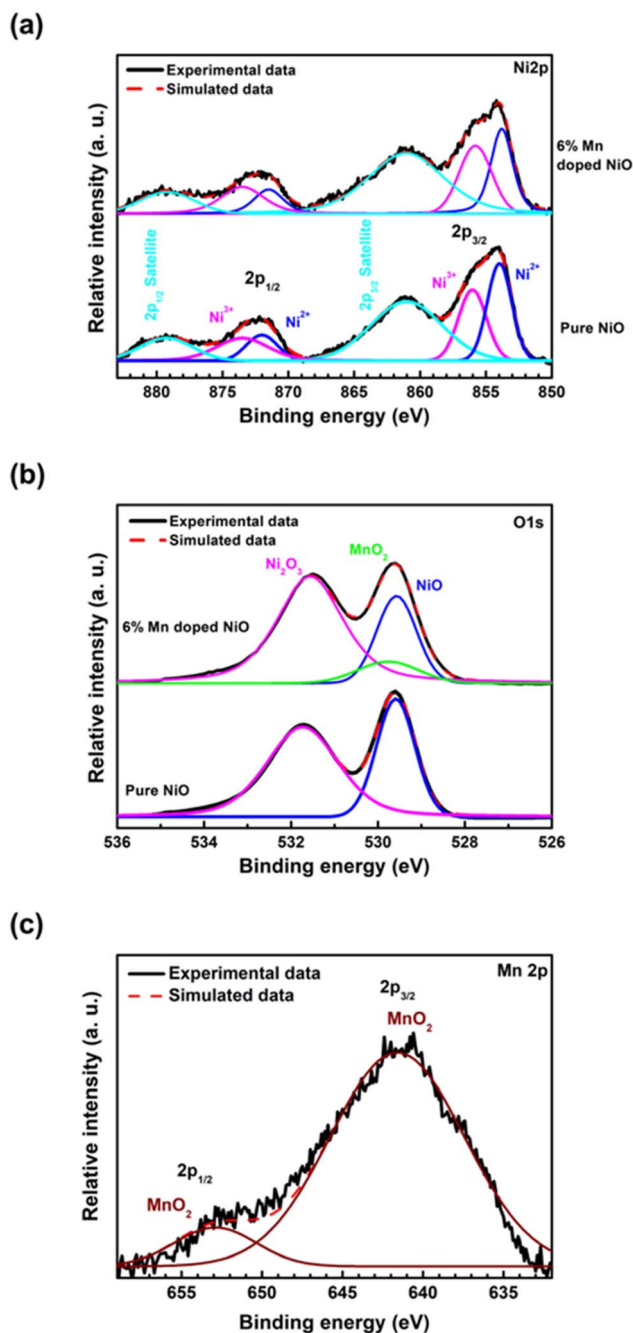 (a)
Experimental data
Simulated data
Ni2p
6% Mn
doped NiO
2p1/2 Satellite
2p1/2
Ni3+
Ni2+
2p3/2 Satellite
2p3/2
Ni3+
Ni2+
Pure NiO
Relative intensity (a. u.)
880 875 870 865 860 855 850
Binding energy (eV)
(b)
Experimental data
Simulated data
O1s
MnO2
Ni2O3
NiO
6% Mn doped NiO
Pure NiO
Relative intensity (a. u.)
536 534 532 530 528 526
Binding energy (eV)
(c)
Experimental data
Simulated data
Mn 2p
2p3/2
MnO2
2p1/2
MnO2
Relative intensity (a. u.)
655 650 645 640 635
Binding energy (eV)